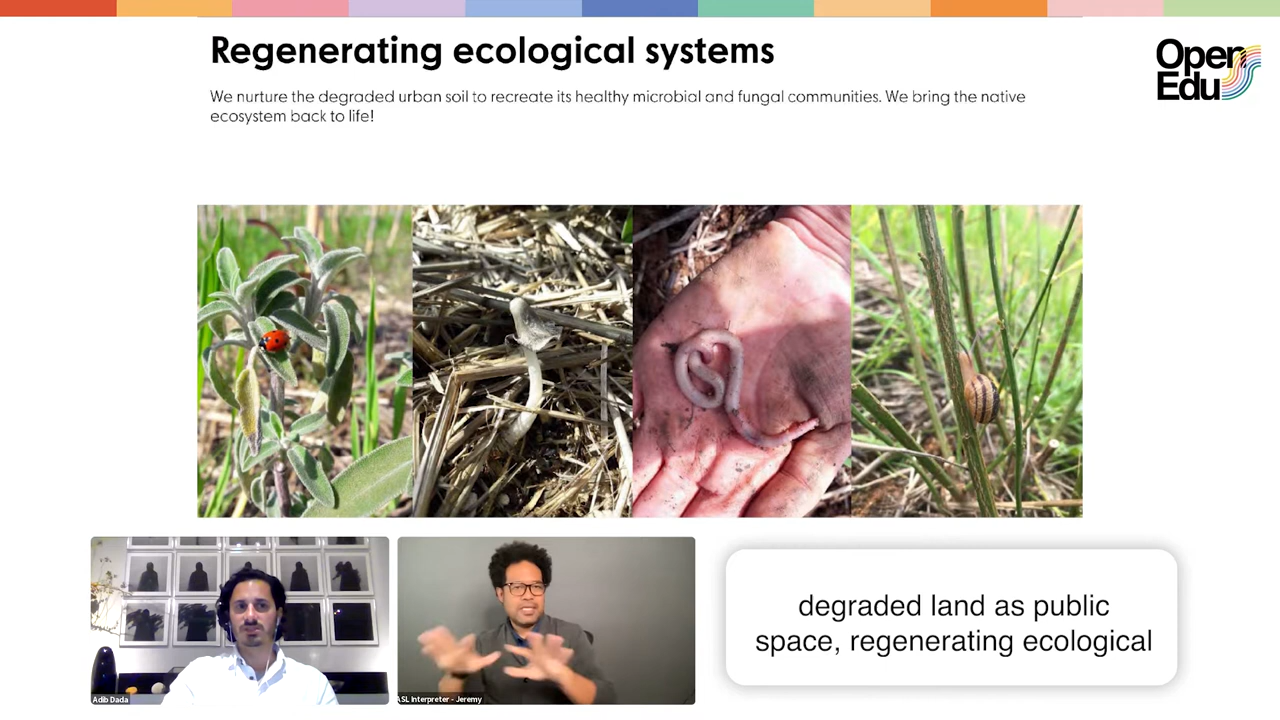 Regenerating ecological systems
Open
Edu
We nurture the degraded urban soil to recreate its healthy microbial and fungal communities. We bring the native
ecosystem back to life!
degraded land as public
space, regenerating ecological
Adib Dada
ASL Interpreter - Jeremy